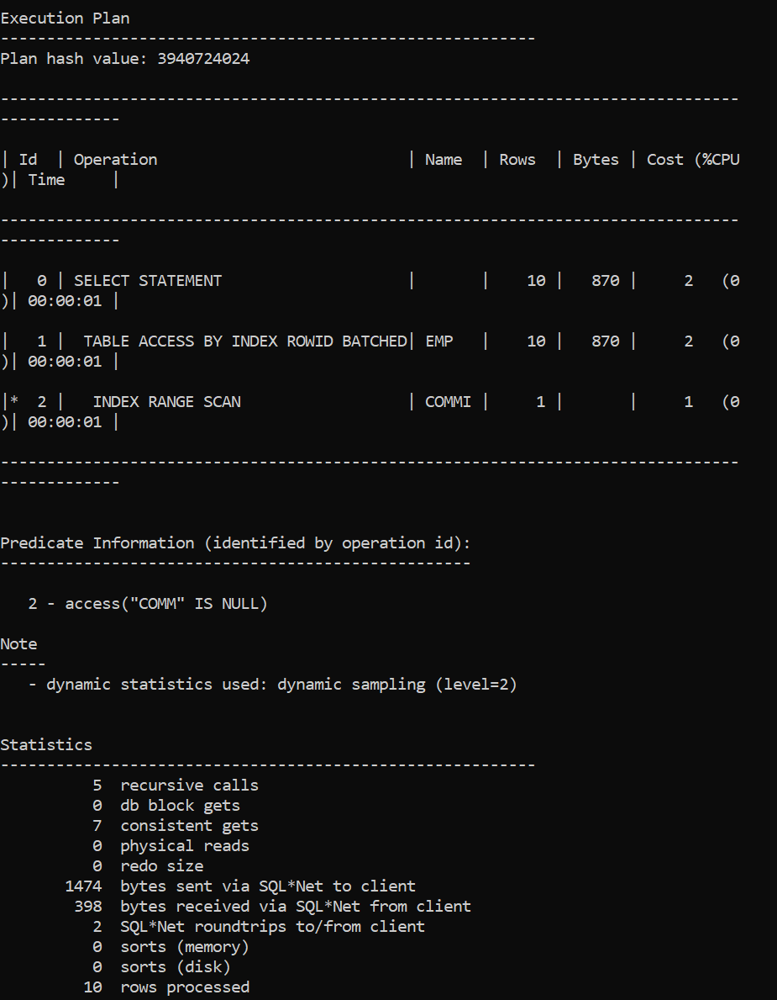 Execution Plan
----------------------------------------------------------
Plan hash value: 3940724024

--------------------------------------------------------------------------------
-------------

| Id  | Operation                           | Name  | Rows  | Bytes | Cost (%CPU
)| Time     |

--------------------------------------------------------------------------------
-------------

|   0 | SELECT STATEMENT                    |       |    10 |   870 |     2   (0
)| 00:00:01 |

|   1 |  TABLE ACCESS BY INDEX ROWID BATCHED| EMP   |    10 |   870 |     2   (0
)| 00:00:01 |

|*  2 |   INDEX RANGE SCAN                  | COMMI |     1 |       |     1   (0
)| 00:00:01 |

--------------------------------------------------------------------------------
-------------


Predicate Information (identified by operation id):
---------------------------------------------------

   2 - access("COMM" IS NULL)

Note
-----
   - dynamic statistics used: dynamic sampling (level=2)


Statistics
----------------------------------------------------------
          5  recursive calls
          0  db block gets
          7  consistent gets
          0  physical reads
          0  redo size
       1474  bytes sent via SQL*Net to client
        398  bytes received via SQL*Net from client
          2  SQL*Net roundtrips to/from client
          0  sorts (memory)
          0  sorts (disk)
         10  rows processed